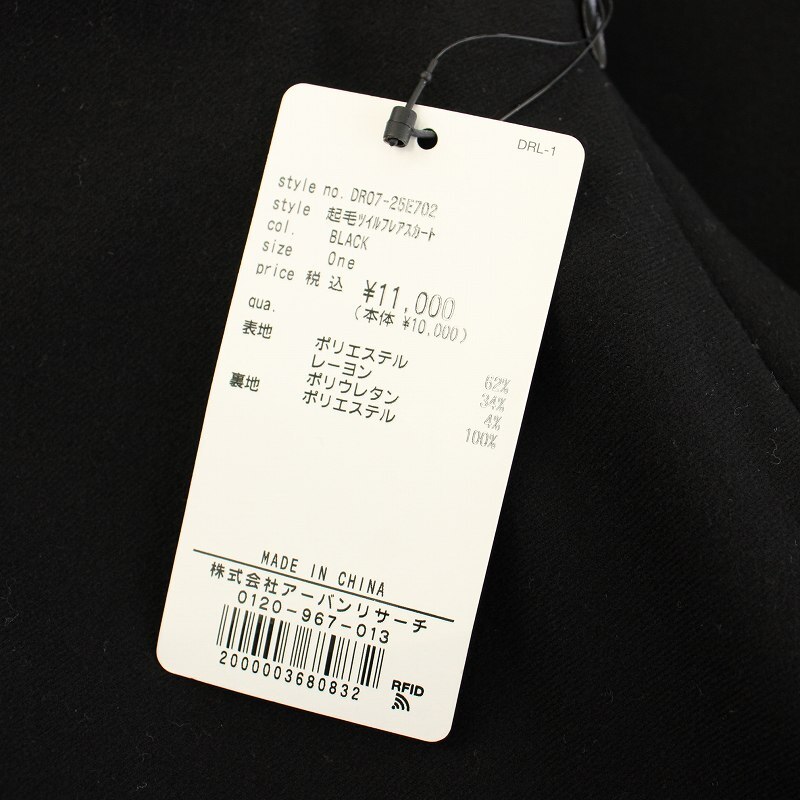 DRL-1
style no. DR07-25E702
style 起毛ツイルフレアスカート
col. BLACK
size One
price 税込 ¥11,000
(本体 ¥10,000)
qua.
表地 ポリエステル 62%
レーヨン 34%
ポリウレタン 4%
裏地 ポリエステル 100%
MADE IN CHINA
株式会社アーバンリサーチ
0120-967-013
2000003680832
RFID